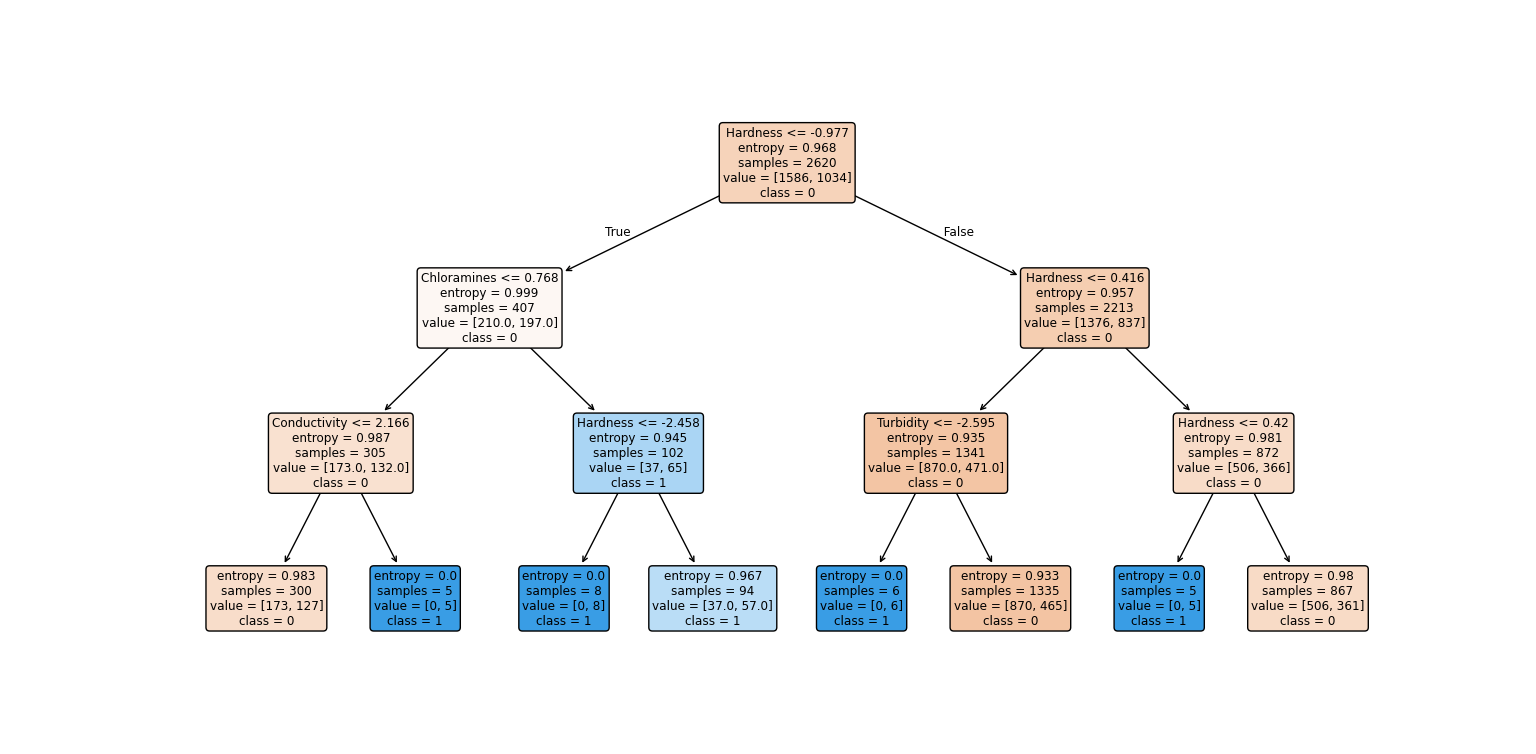 Hardness <= -0.977
entropy = 0.968
samples = 2620
value = [1586, 1034]
class = 0
True
False
Chloramines <= 0.768
entropy = 0.999
samples = 407
value = [210.0, 197.0]
class = 0
Hardness <= 0.416
entropy = 0.957
samples = 2213
value = [1376, 837]
class = 0
Conductivity <= 2.166
entropy = 0.987
samples = 305
value = [173.0, 132.0]
class = 0
Hardness <= -2.458
entropy = 0.945
samples = 102
value = [37, 65]
class = 1
Turbidity <= -2.595
entropy = 0.935
samples = 1341
value = [870.0, 471.0]
class = 0
Hardness <= 0.42
entropy = 0.981
samples = 872
value = [506, 366]
class = 0
entropy = 0.983
samples = 300
value = [173, 127]
class = 0
entropy = 0.0
samples = 5
value = [0, 5]
class = 1
entropy = 0.0
samples = 8
value = [0, 8]
class = 1
entropy = 0.967
samples = 94
value = [37.0, 57.0]
class = 1
entropy = 0.0
samples = 6
value = [0, 6]
class = 1
entropy = 0.933
samples = 1335
value = [870, 465]
class = 0
entropy = 0.0
samples = 5
value = [0, 5]
class = 1
entropy = 0.98
samples = 867
value = [506, 361]
class = 0